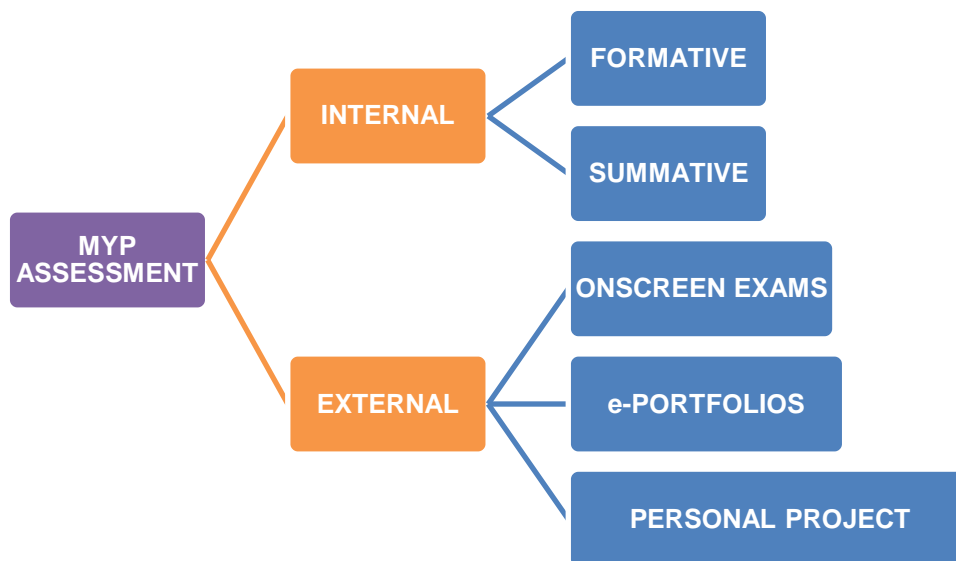 MYP
ASSESSMENT
INTERNAL
FORMATIVE
SUMMATIVE
EXTERNAL
ONSCREEN EXAMS
e-PORTFOLIOS
PERSONAL PROJECT